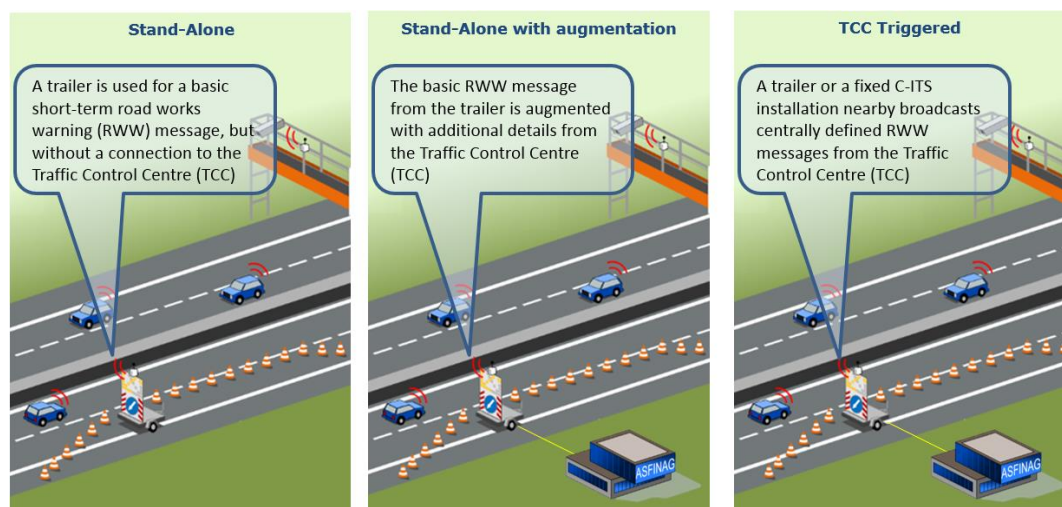 Stand-Alone
A trailer is used for a basic
short-term road works
warning (RWW) message, but
without a connection to the
Traffic Control Centre (TCC)
Stand-Alone with augmentation
The basic RWW message
from the trailer is augmented
with additional details from
the Traffic Control Centre
(TCC)
ASFINAG
TCC Triggered
A trailer or a fixed C-ITS
installation nearby broadcasts
centrally defined RWW
messages from the Traffic
Control Centre (TCC)
ASFINAG